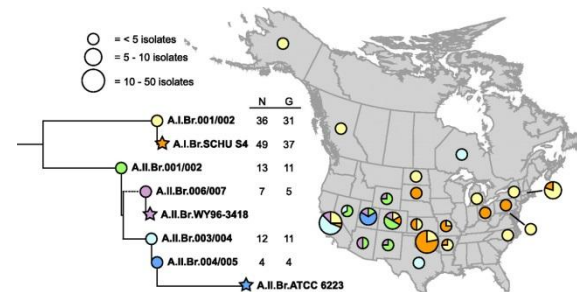 = < 5 isolates
= 5 - 10 isolates
= 10 - 50 isolates
N G
A.I.Br.001/002 36 31
A.I.Br.SCHU S4 49 37
A.II.Br.001/002 13 11
A.II.Br.006/007 7 5
A.II.Br.WY96-3418
A.II.Br.003/004 12 11
A.II.Br.004/005 4 4
A.II.Br.ATCC 6223